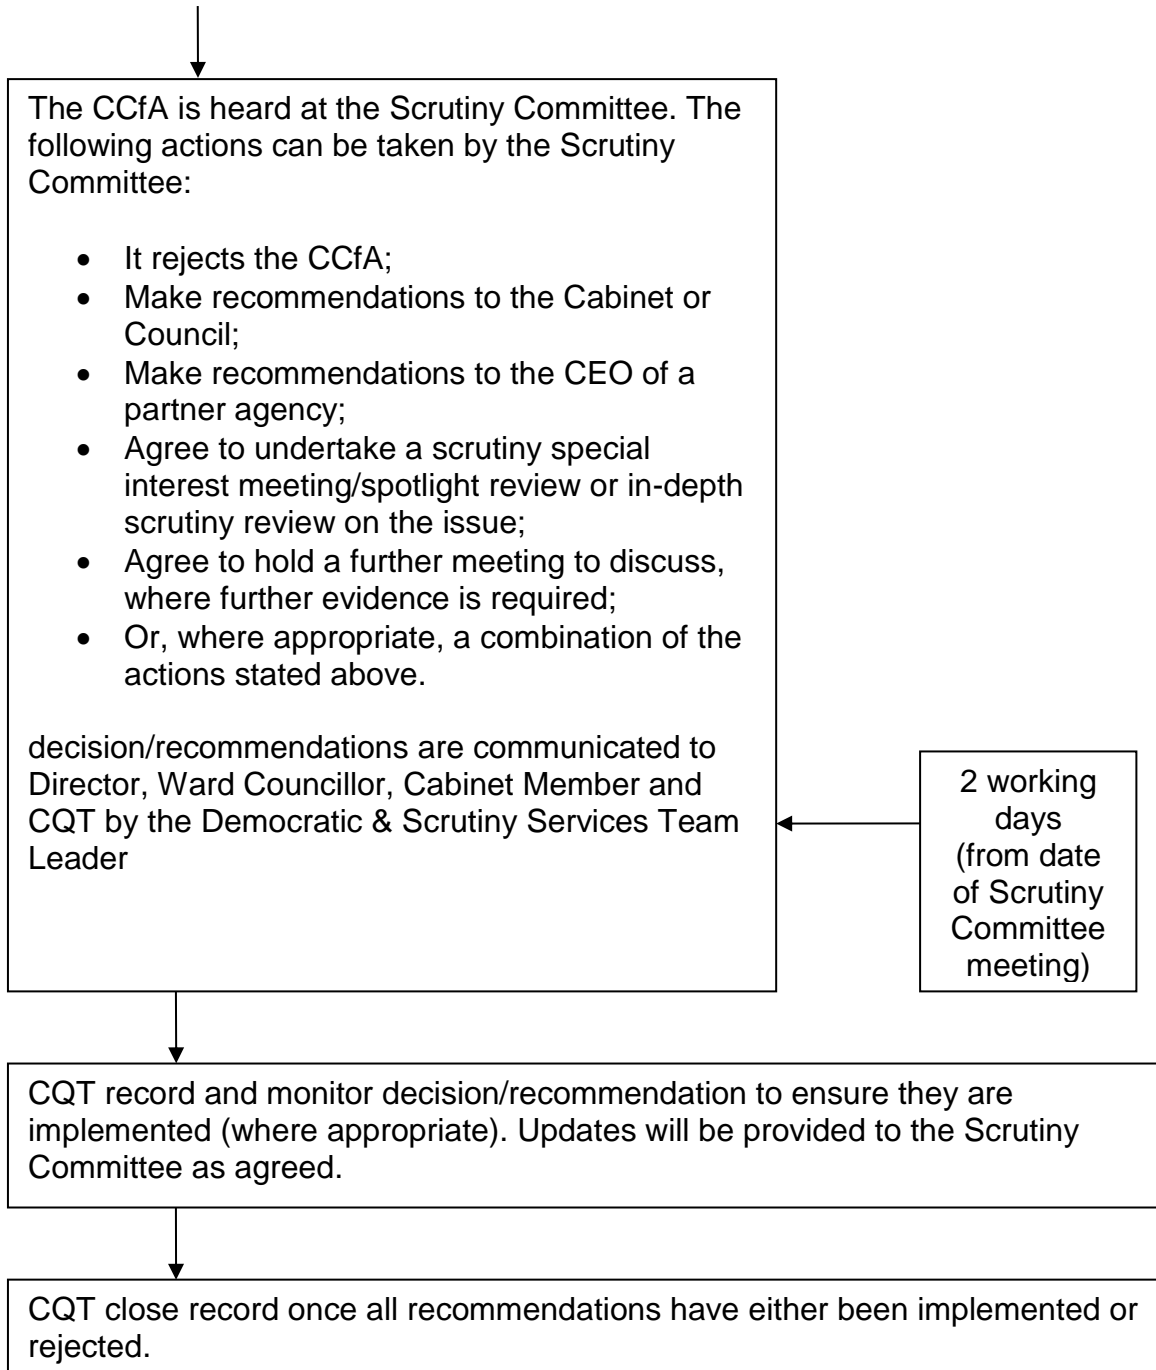 The CCfA is heard at the Scrutiny Committee. The
following actions can be taken by the Scrutiny
Committee:
• It rejects the CCfA;
• Make recommendations to the Cabinet or
Council;
• Make recommendations to the CEO of a
partner agency;
• Agree to undertake a scrutiny special
interest meeting/spotlight review or in-depth
scrutiny review on the issue;
• Agree to hold a further meeting to discuss,
where further evidence is required;
• Or, where appropriate, a combination of the
actions stated above.
decision/recommendations are communicated to
Director, Ward Councillor, Cabinet Member and
CQT by the Democratic & Scrutiny Services Team
Leader
2 working
days
(from date
of Scrutiny
Committee
meeting)
CQT record and monitor decision/recommendation to ensure they are
implemented (where appropriate). Updates will be provided to the Scrutiny
Committee as agreed.
CQT close record once all recommendations have either been implemented or
rejected.